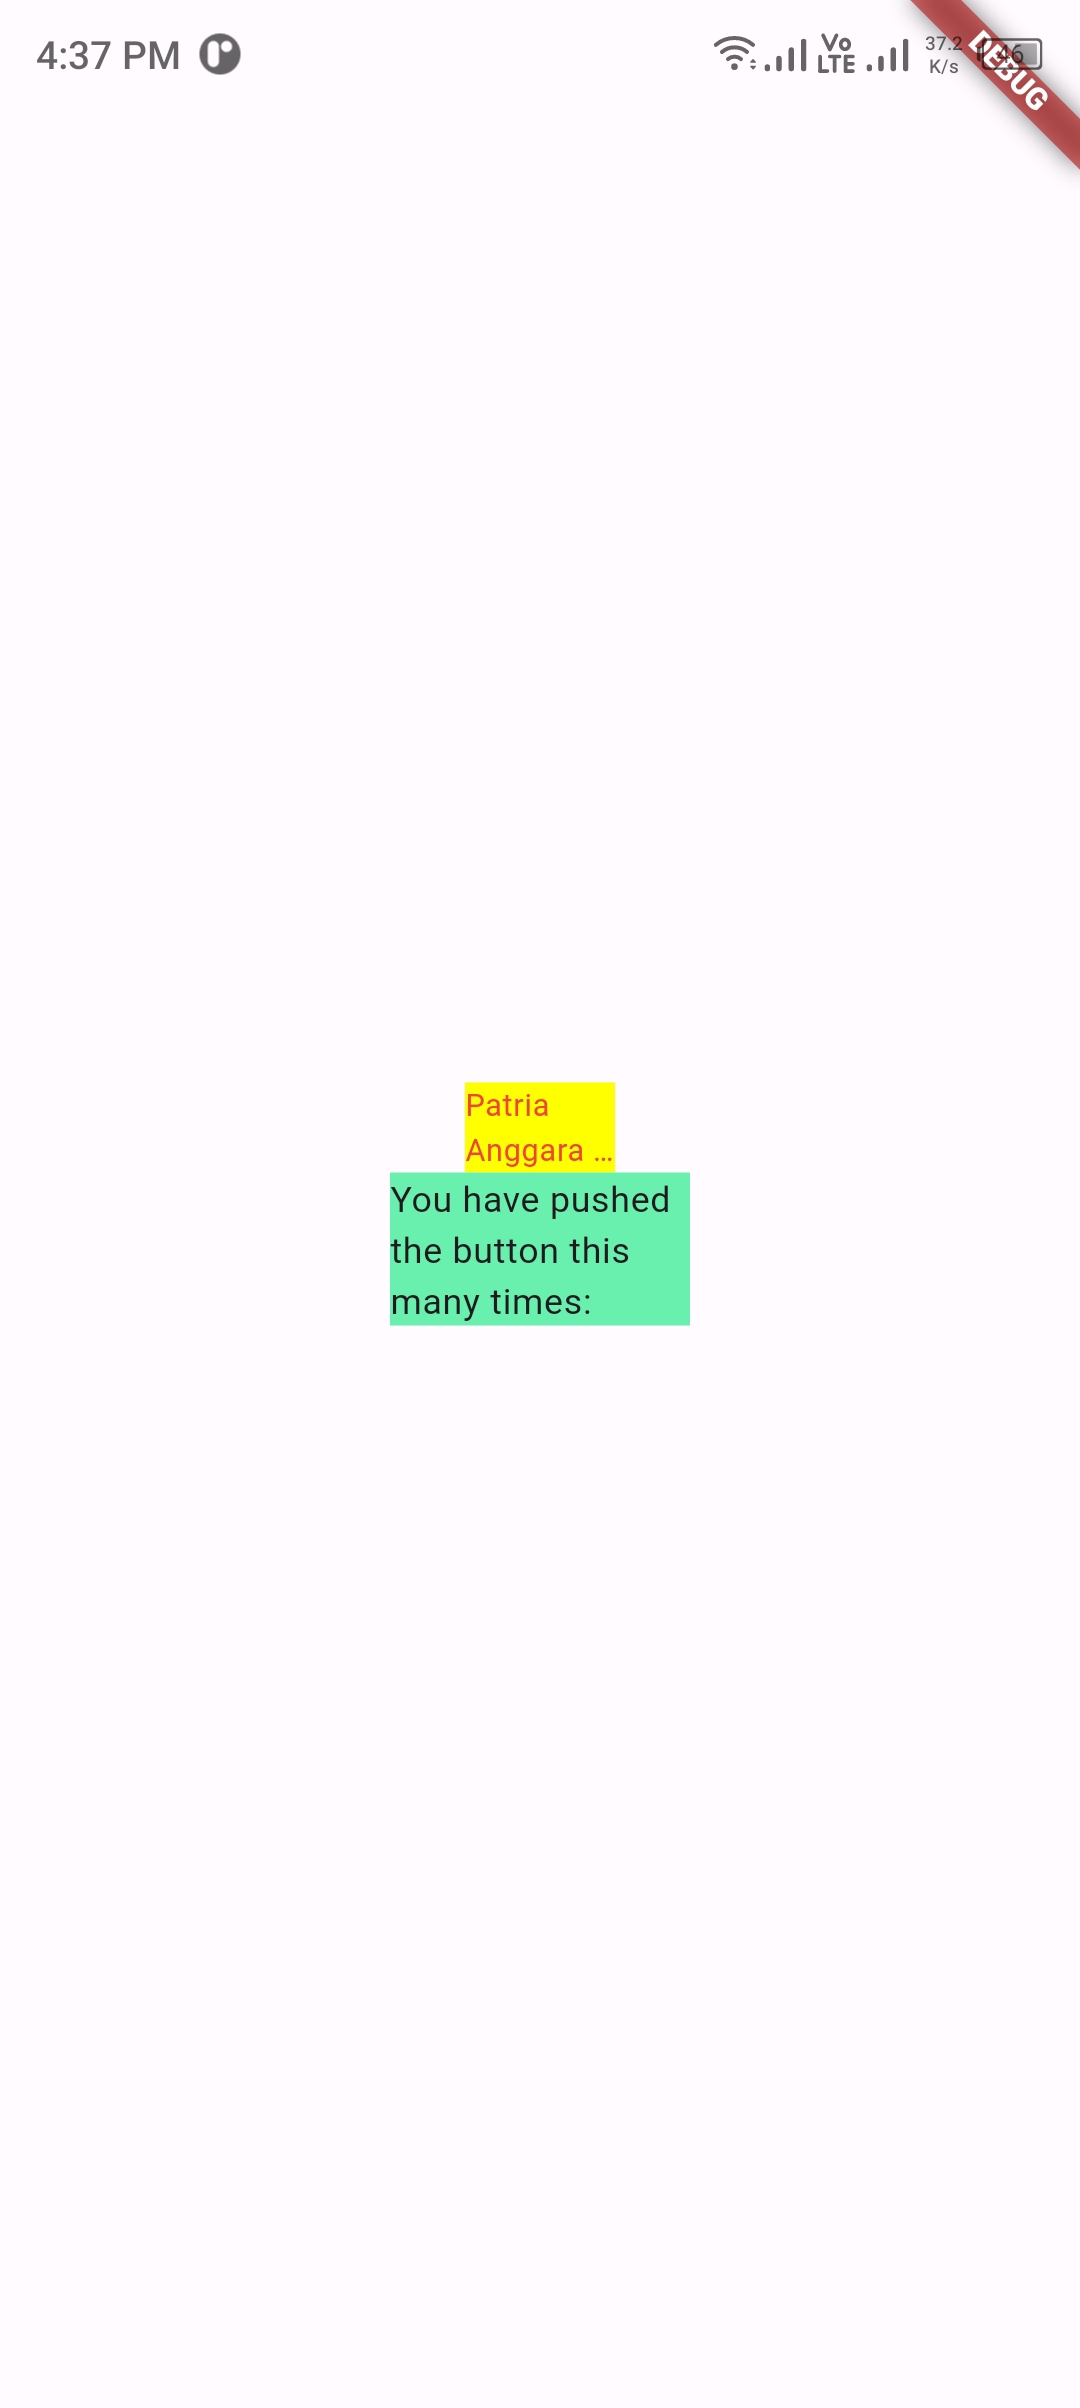 4:37 PM
Vo
LTE
37.2
K/s
46
DEBUG
Patria
Anggara ...
You have pushed
the button this
many times: